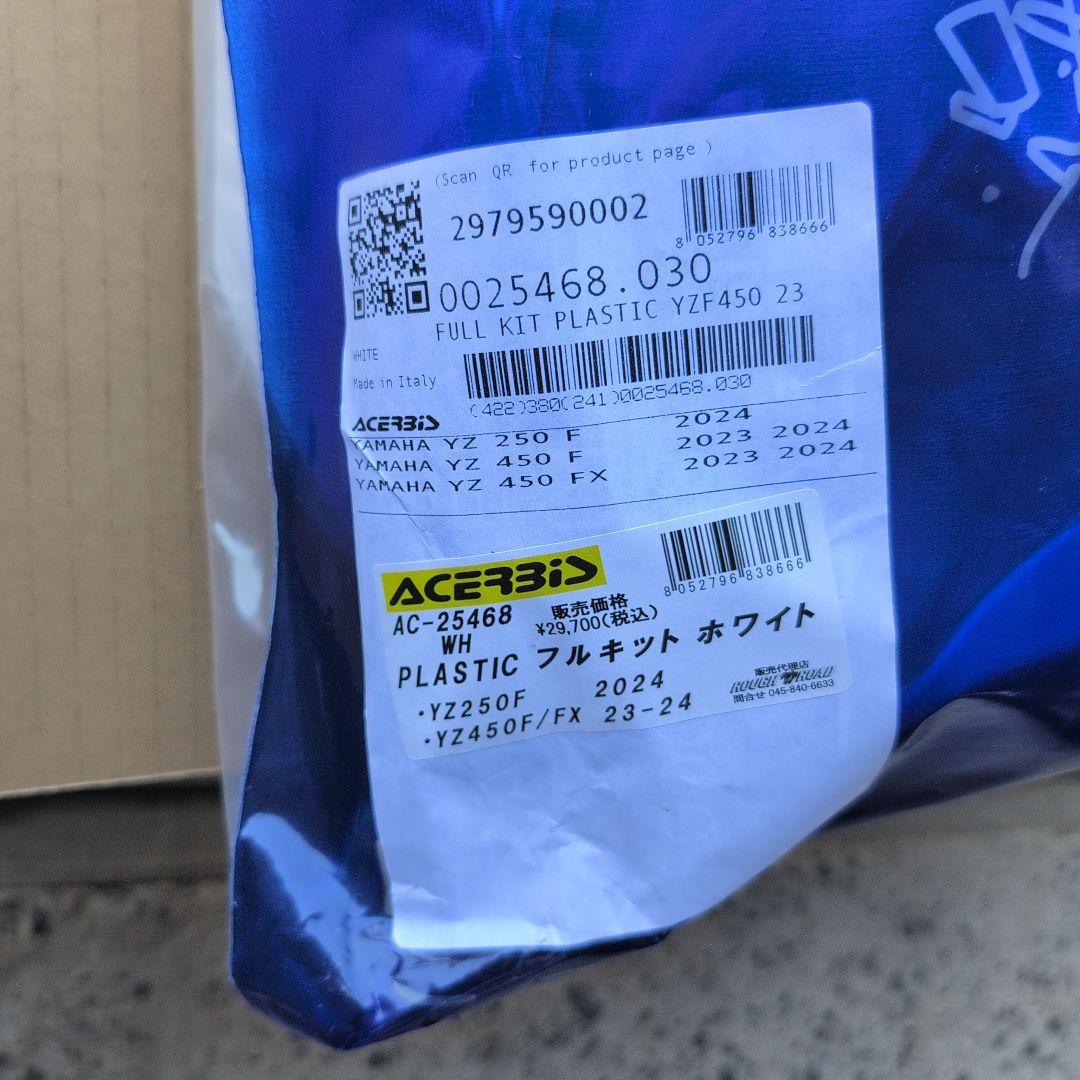 (Scan QR for product page )
2979590002
8 052796 838666
0025468.030
FULL KIT PLASTIC YZF450 23
WHITE
Made in Italy
(422)380(241)0025468.030
ACERBIS
YAMAHA YZ 250 F 2024
YAMAHA YZ 450 F 2023 2024
YAMAHA YZ 450 FX 2023 2024
ACERBIS
8 052796 838666
AC-25468 販売価格
WH ¥29,700(税込)
PLASTIC フルキット ホワイト
・YZ250F 2024
・YZ450F/FX 23-24
販売代理店
ROUGH ROAD
問合せ 045-840-6633